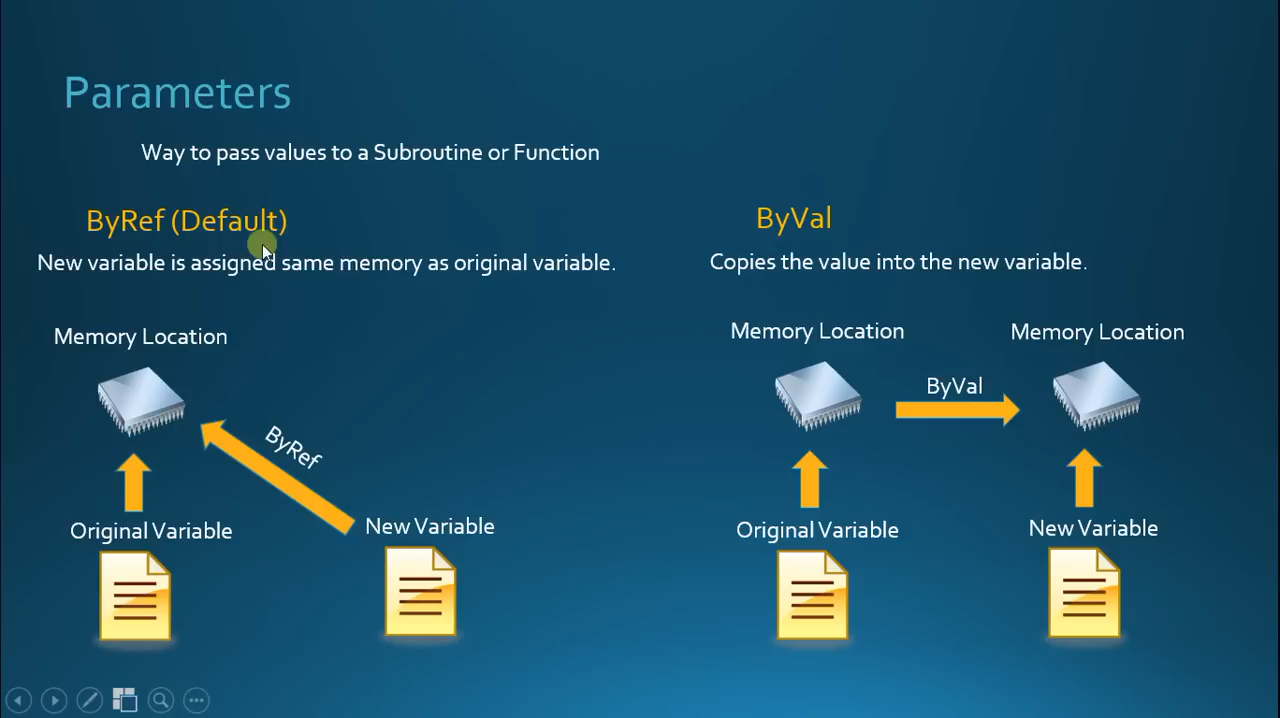 Parameters
Way to pass values to a Subroutine or Function
ByRef (Default)
New variable is assigned same memory as original variable.
Memory Location
ByRef
Original Variable
New Variable
ByVal
Copies the value into the new variable.
Memory Location
Memory Location
ByVal
Original Variable
New Variable